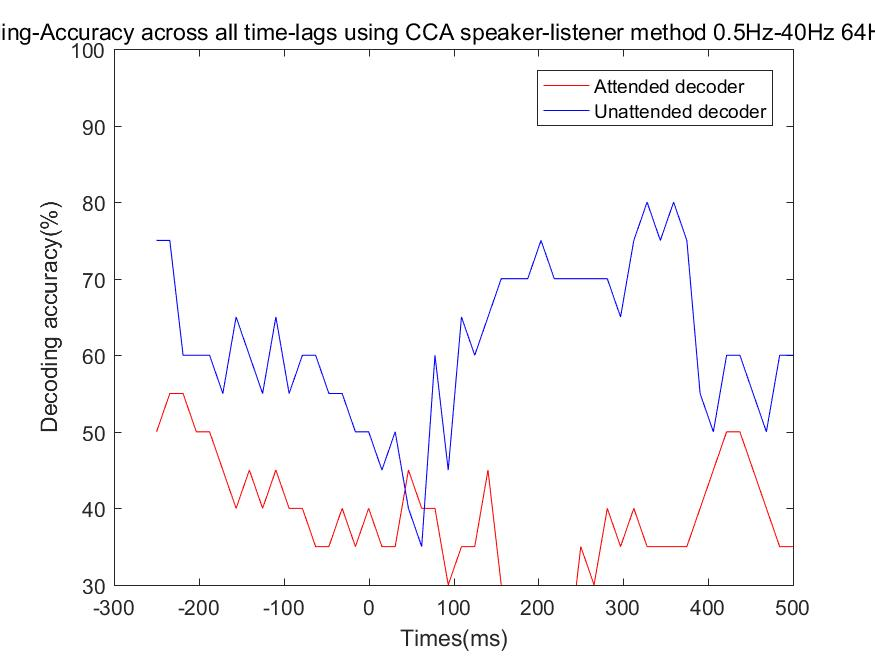 ing-Accuracy across all time-lags using CCA speaker-listener method 0.5Hz-40Hz 64H
100
Attended decoder
Unattended decoder
90
80
70
60
50
40
30
Decoding accuracy(%)
-300 -200 -100 0 100 200 300 400 500
Times(ms)